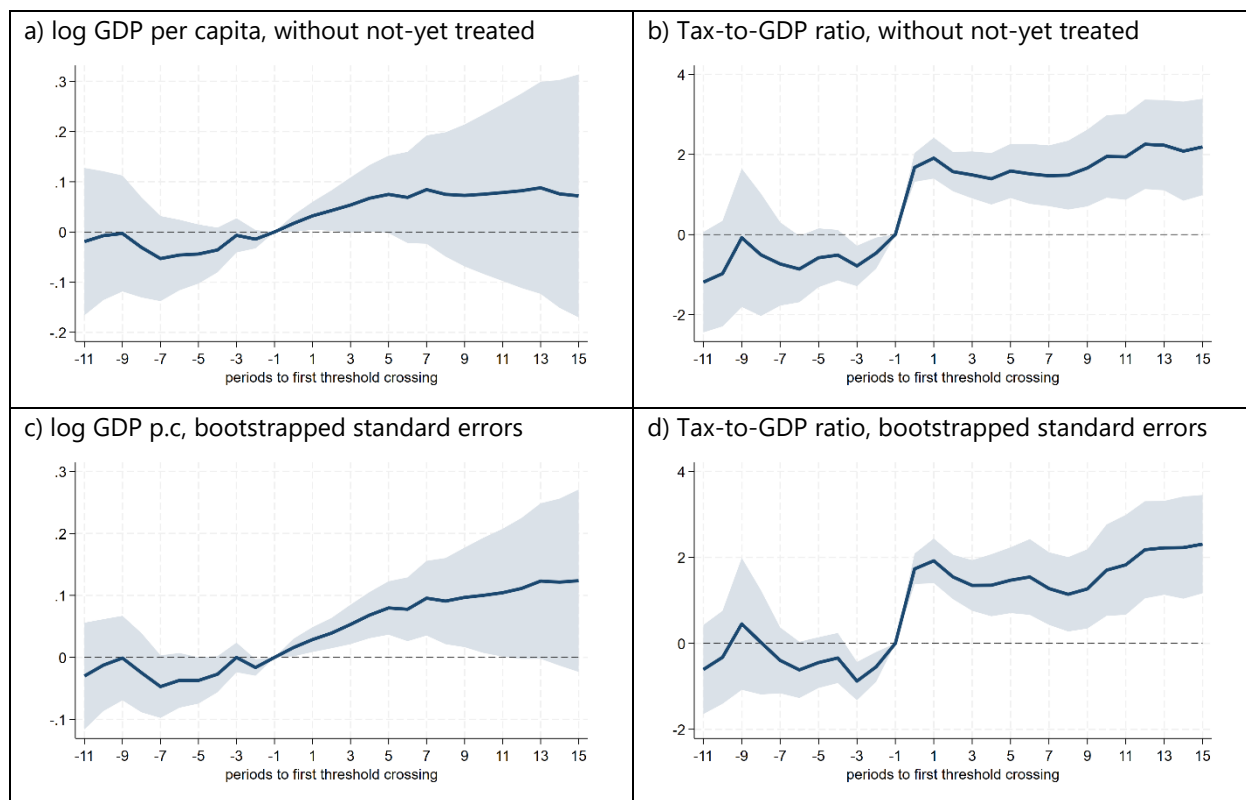 a) log GDP per capita, without not-yet treated
.3
.2
.1
0
-.1
-.2
-11 -9 -7 -5 -3 -1 1 3 5 7 9 11 13 15
periods to first threshold crossing
b) Tax-to-GDP ratio, without not-yet treated
4
2
0
-2
-11 -9 -7 -5 -3 -1 1 3 5 7 9 11 13 15
periods to first threshold crossing
c) log GDP p.c, bootstrapped standard errors
.3
.2
.1
0
-.1
-11 -9 -7 -5 -3 -1 1 3 5 7 9 11 13 15
periods to first threshold crossing
d) Tax-to-GDP ratio, bootstrapped standard errors
4
2
0
-2
-11 -9 -7 -5 -3 -1 1 3 5 7 9 11 13 15
periods to first threshold crossing